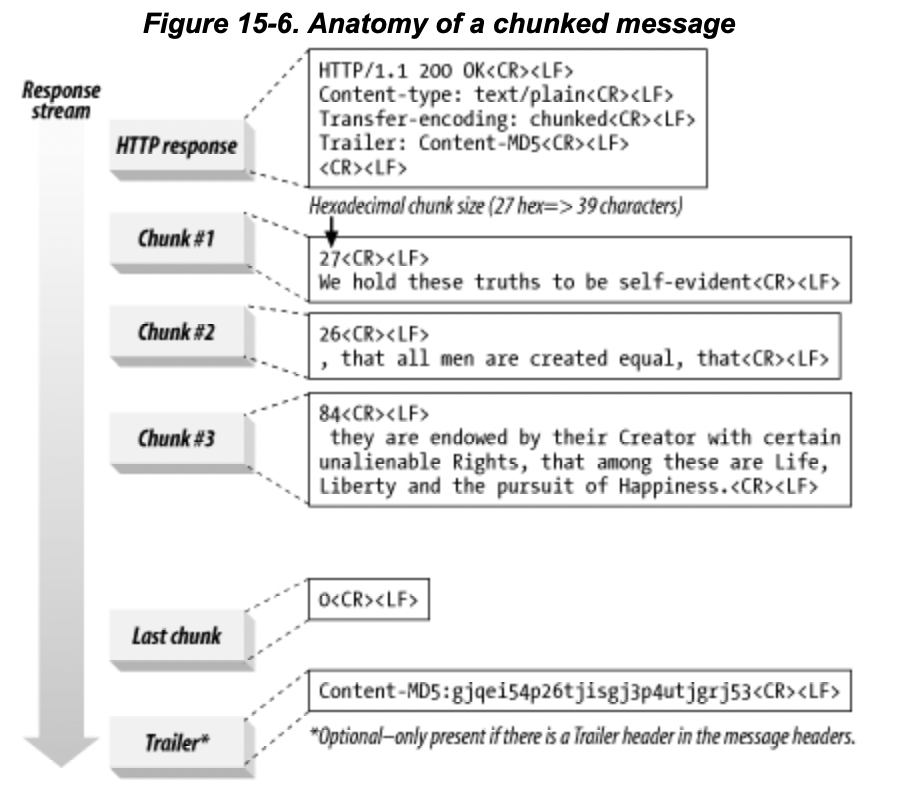 Figure 15-6. Anatomy of a chunked message
Response
stream
HTTP response
HTTP/1.1 200 OK<CR><LF>
Content-type: text/plain<CR><LF>
Transfer-encoding: chunked<CR><LF>
Trailer: Content-MD5<CR><LF>
<CR><LF>
Hexadecimal chunk size (27 hex=> 39 characters)
Chunk #1
27<CR><LF>
We hold these truths to be self-evident<CR><LF>
Chunk #2
26<CR><LF>
, that all men are created equal, that<CR><LF>
Chunk #3
84<CR><LF>
they are endowed by their Creator with certain
unalienable Rights, that among these are Life,
Liberty and the pursuit of Happiness.<CR><LF>
Last chunk
0<CR><LF>
Trailer*
Content-MD5:gjqei54p26tjisgj3p4utjgrj53<CR><LF>
*Optional—only present if there is a Trailer header in the message headers.